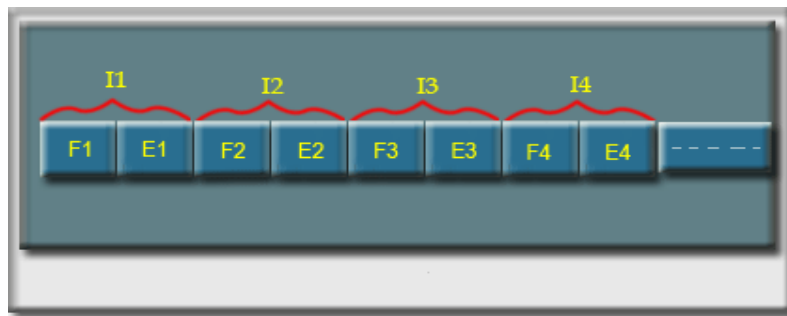 I1 I2 I3 I4
F1 E1 F2 E2 F3 E3 F4 E4 - - - - - -